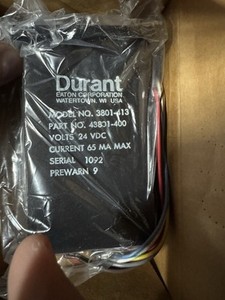 Durant
EATON CORPORATION
WATERTOWN, WI USA
MODEL NO. 3801-413
PART NO. 43801-400
VOLTS 24 VDC
CURRENT 65 MA MAX
SERIAL 1092
PREWARN 9